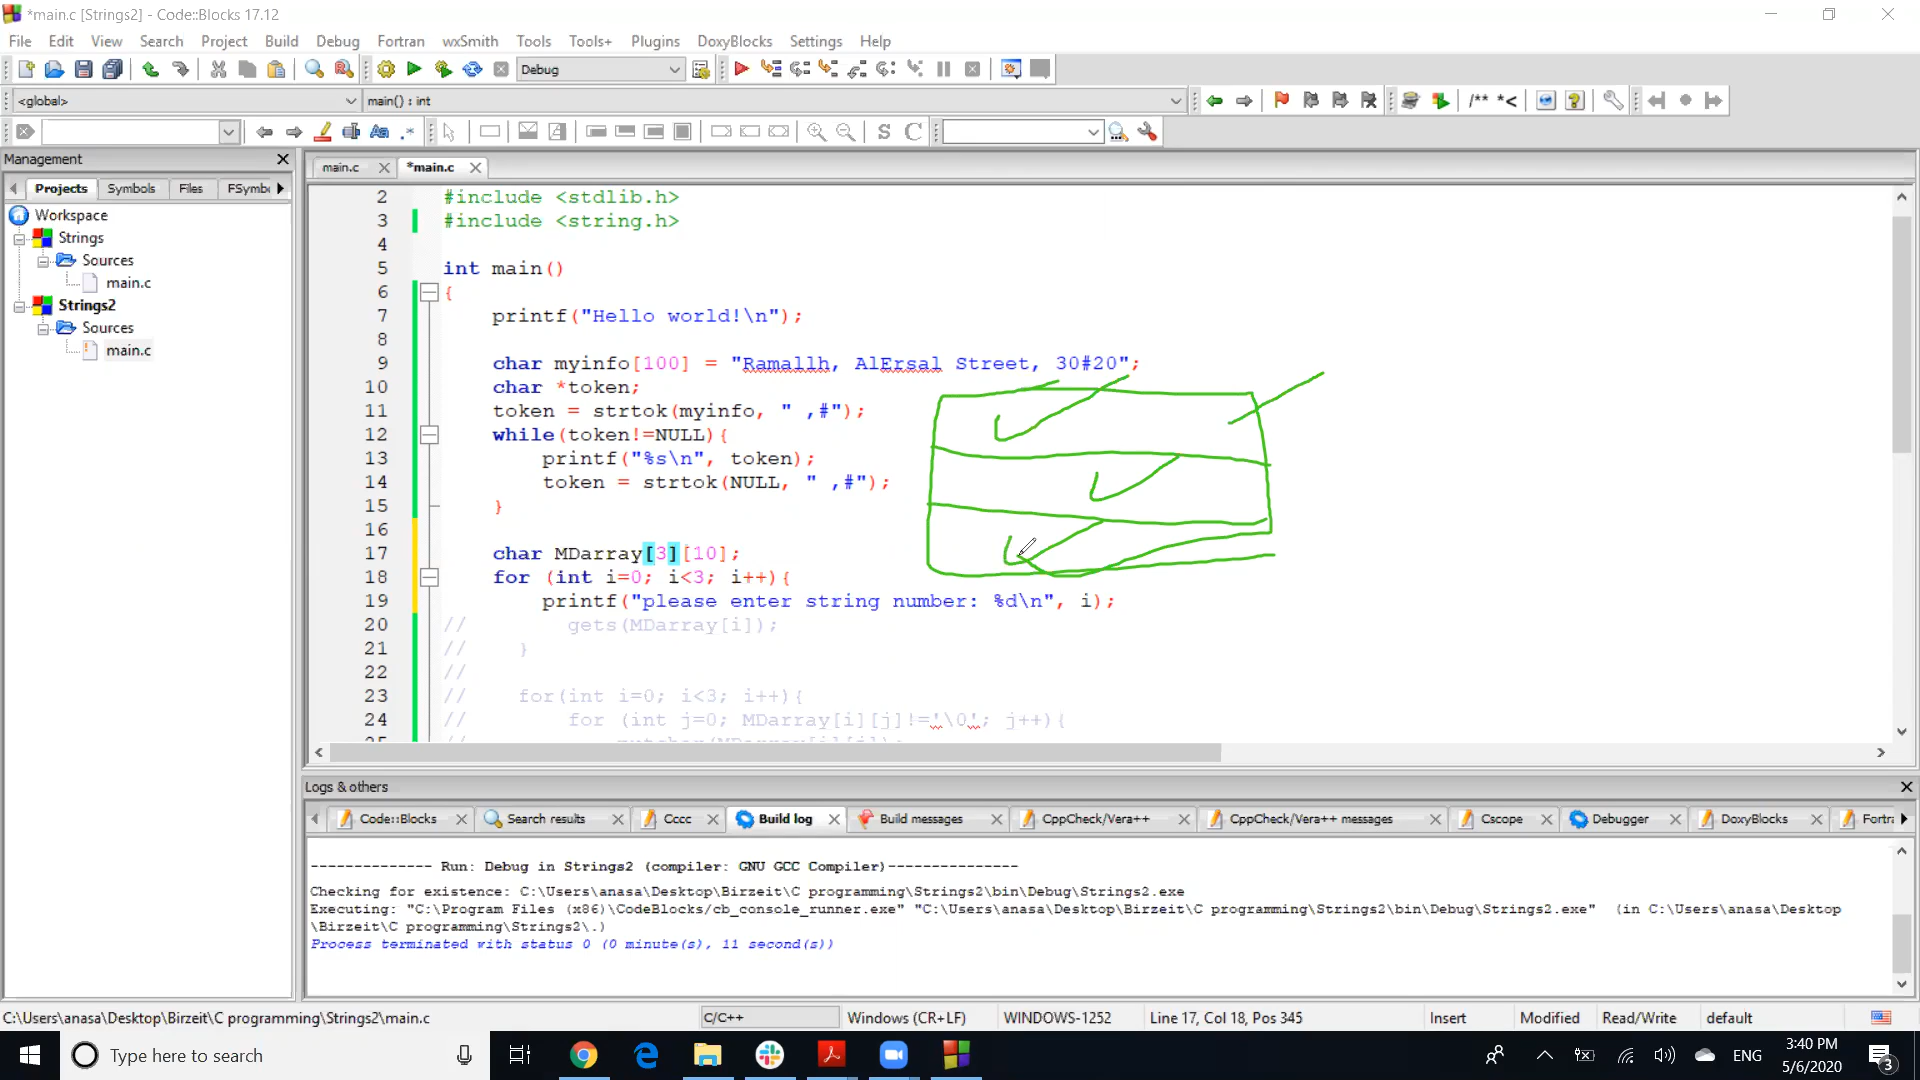 *main.c [Strings2] - Code::Blocks 17.12
File Edit View Search Project Build Debug Fortran wxSmith Tools Tools+ Plugins DoxyBlocks Settings Help
Debug
<global> main() : int /** *<
Aa .* S C
Management
Projects Symbols Files FSymb
Workspace
Strings
Sources
main.c
Strings2
Sources
main.c
main.c *main.c
2 #include <stdlib.h>
3 #include <string.h>
4
5 int main()
6 {
7 printf("Hello world!\n");
8
9 char myinfo[100] = "Ramallh, AlErsal Street, 30#20";
10 char *token;
11 token = strtok(myinfo, " ,#");
12 while(token!=NULL){
13 printf("%s\n", token);
14 token = strtok(NULL, " ,#");
15 }
16
17 char MDarray[3][10];
18 for (int i=0; i<3; i++){
19 printf("please enter string number: %d\n", i);
20 // gets(MDarray[i]);
21 // }
22 //
23 // for(int i=0; i<3; i++){
24 // for (int j=0; MDarray[i][j]!='\0'; j++){
Logs & others
Code::Blocks Search results Cccc Build log Build messages CppCheck/Vera++ CppCheck/Vera++ messages Cscope Debugger DoxyBlocks Fortra
-------------- Run: Debug in Strings2 (compiler: GNU GCC Compiler)---------------
Checking for existence: C:\Users\anasa\Desktop\Birzeit\C programming\Strings2\bin\Debug\Strings2.exe
Executing: "C:\Program Files (x86)\CodeBlocks/cb_console_runner.exe" "C:\Users\anasa\Desktop\Birzeit\C programming\Strings2\bin\Debug\Strings2.exe" (in C:\Users\anasa\Desktop
\Birzeit\C programming\Strings2\.)
Process terminated with status 0 (0 minute(s), 11 second(s))
C:\Users\anasa\Desktop\Birzeit\C programming\Strings2\main.c C/C++ Windows (CR+LF) WINDOWS-1252 Line 17, Col 18, Pos 345 Insert Modified Read/Write default
Type here to search ENG 3:40 PM
5/6/2020 3